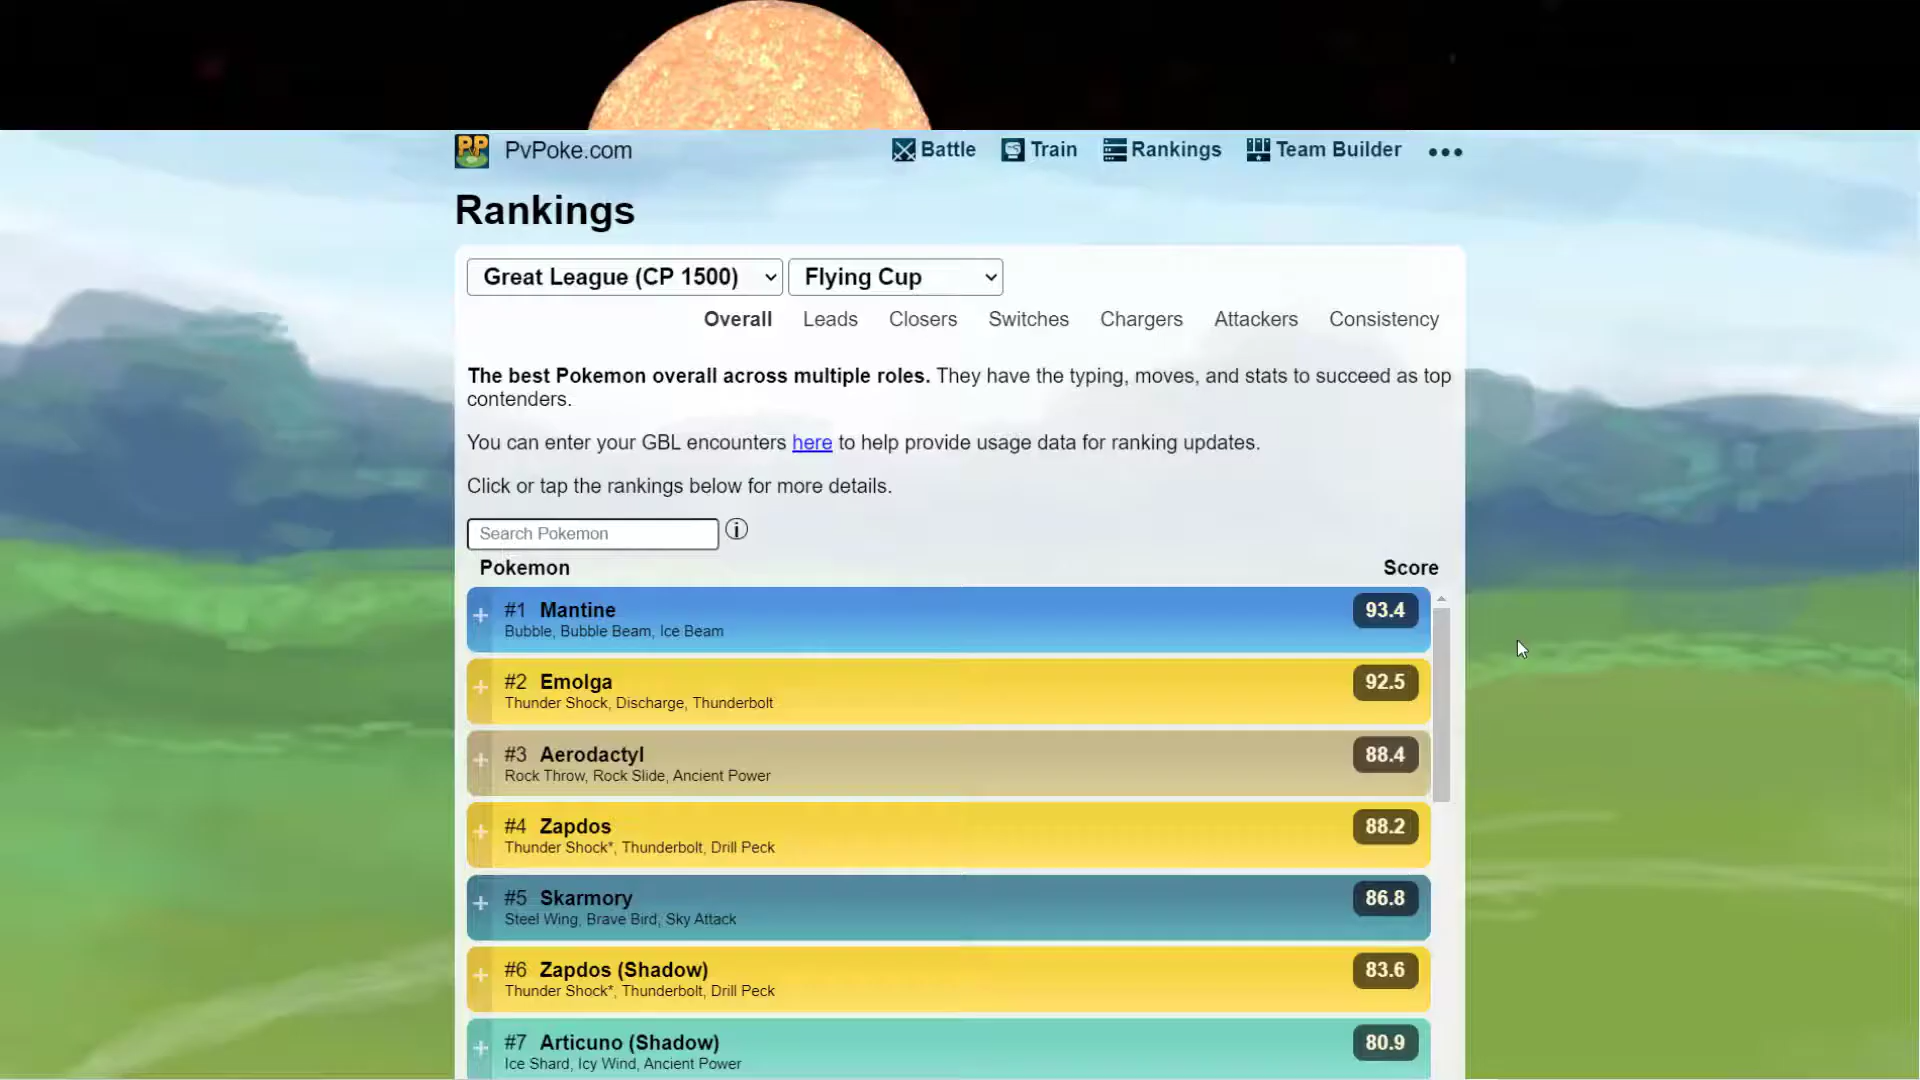 PP PvPoke.com Battle Train Rankings Team Builder
Rankings
Great League (CP 1500) Flying Cup
Overall Leads Closers Switches Chargers Attackers Consistency
The best Pokemon overall across multiple roles. They have the typing, moves, and stats to succeed as top
contenders.
You can enter your GBL encounters here to help provide usage data for ranking updates.
Click or tap the rankings below for more details.
Search Pokemon
Pokemon Score
#1 Mantine 93.4
Bubble, Bubble Beam, Ice Beam
#2 Emolga 92.5
Thunder Shock, Discharge, Thunderbolt
#3 Aerodactyl 88.4
Rock Throw, Rock Slide, Ancient Power
#4 Zapdos 88.2
Thunder Shock*, Thunderbolt, Drill Peck
#5 Skarmory 86.8
Steel Wing, Brave Bird, Sky Attack
#6 Zapdos (Shadow) 83.6
Thunder Shock*, Thunderbolt, Drill Peck
#7 Articuno (Shadow) 80.9
Ice Shard, Icy Wind, Ancient Power